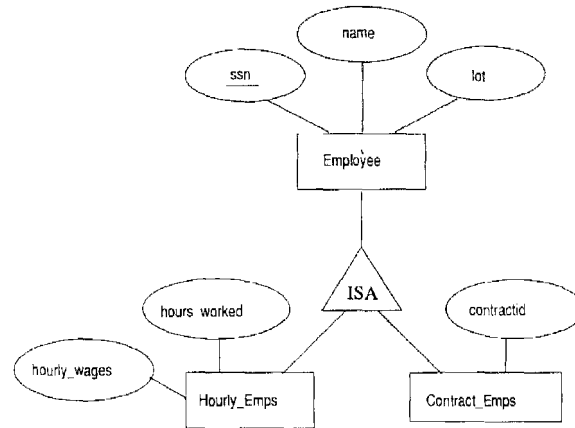 name
ssn
lot
Employee
ISA
hours worked
contractid
hourly_wages
Hourly_Emps
Contract_Emps